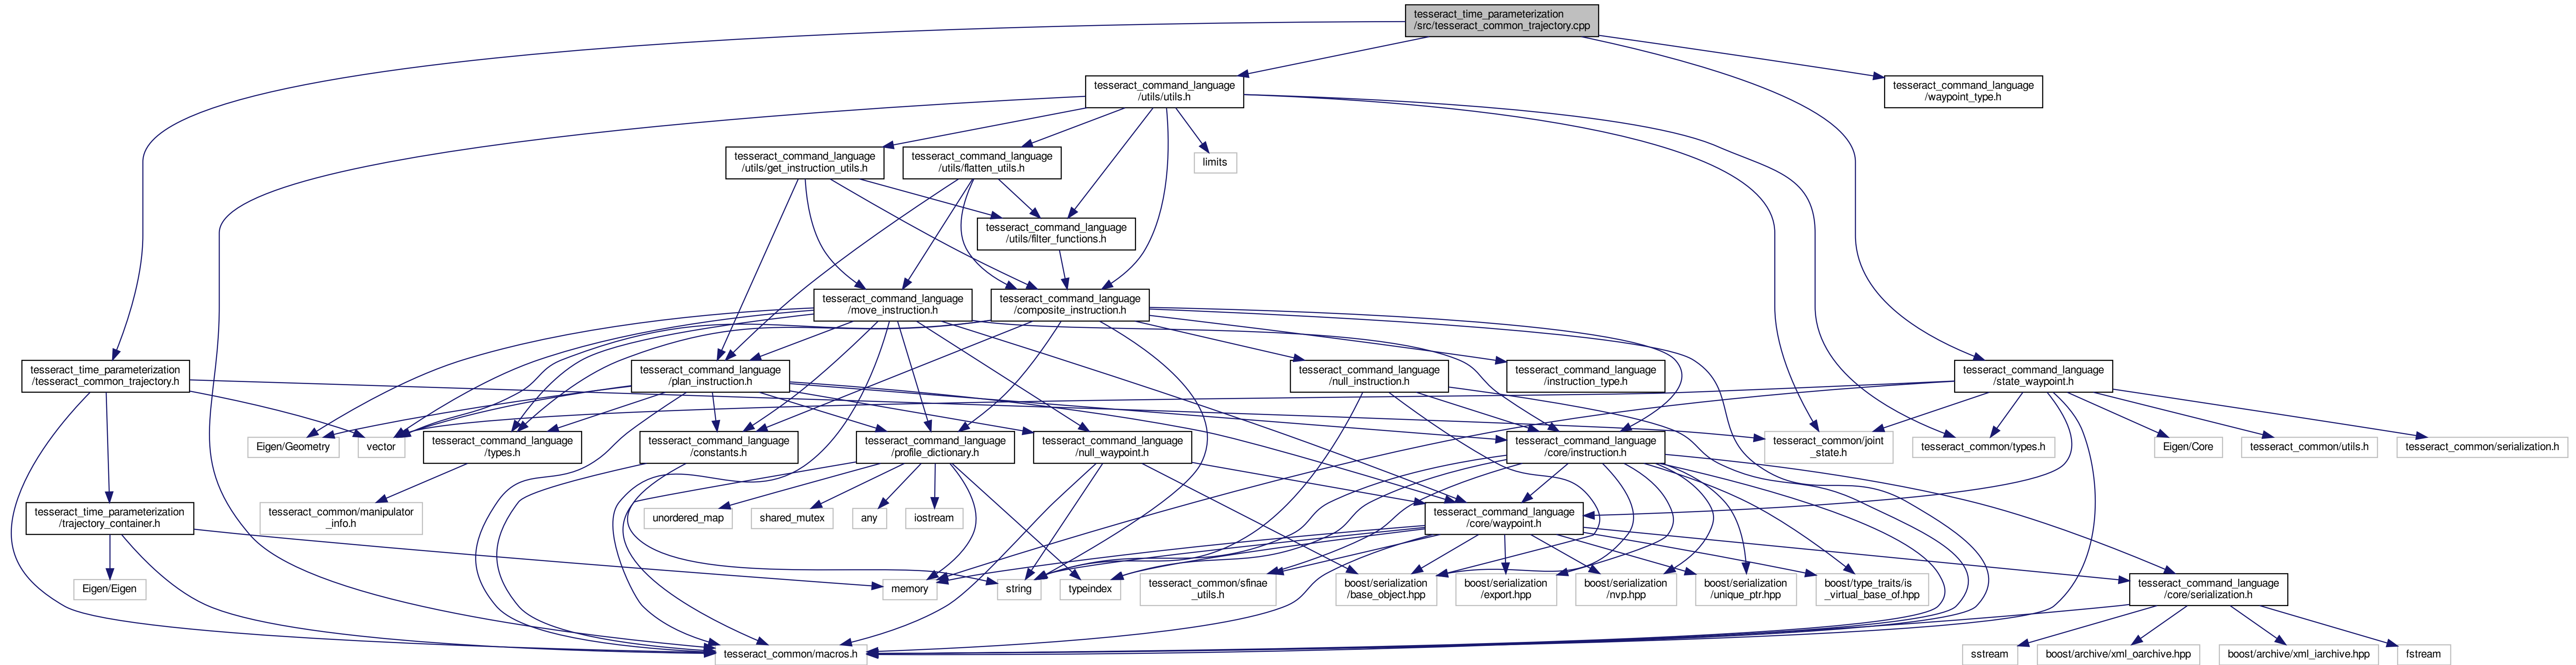 tesseract_time_parameterization
/src/tesseract_common_trajectory.cpp
tesseract_command_language
/utils/utils.h
tesseract_command_language
/waypoint_type.h
tesseract_command_language
/utils/get_instruction_utils.h
tesseract_command_language
/utils/flatten_utils.h
limits
tesseract_command_language
/utils/filter_functions.h
tesseract_command_language
/move_instruction.h
tesseract_command_language
/composite_instruction.h
tesseract_time_parameterization
/tesseract_common_trajectory.h
tesseract_command_language
/plan_instruction.h
tesseract_command_language
/null_instruction.h
tesseract_command_language
/instruction_type.h
tesseract_command_language
/state_waypoint.h
Eigen/Geometry
vector
tesseract_command_language
/types.h
tesseract_command_language
/constants.h
tesseract_command_language
/profile_dictionary.h
tesseract_command_language
/null_waypoint.h
tesseract_command_language
/core/instruction.h
tesseract_common/joint
_state.h
tesseract_common/types.h
Eigen/Core
tesseract_common/utils.h
tesseract_common/serialization.h
tesseract_time_parameterization
/trajectory_container.h
tesseract_common/manipulator
_info.h
unordered_map
shared_mutex
any
iostream
tesseract_command_language
/core/waypoint.h
Eigen/Eigen
memory
string
typeindex
tesseract_common/sfinae
_utils.h
boost/serialization
/base_object.hpp
boost/serialization
/export.hpp
boost/serialization
/nvp.hpp
boost/serialization
/unique_ptr.hpp
boost/type_traits/is
_virtual_base_of.hpp
tesseract_command_language
/core/serialization.h
tesseract_common/macros.h
sstream
boost/archive/xml_oarchive.hpp
boost/archive/xml_iarchive.hpp
fstream